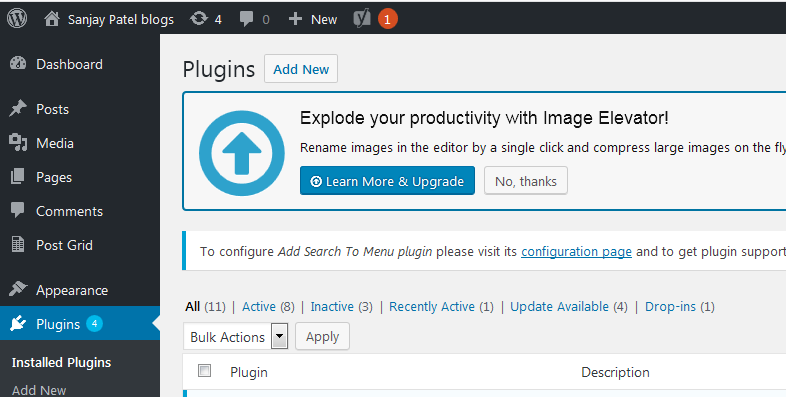 Sanjay Patel blogs 4 0 New 1
Dashboard
Posts
Media
Pages
Comments
Post Grid
Appearance
Plugins 4
Installed Plugins
Add New
Plugins Add New
Explode your productivity with Image Elevator!
Rename images in the editor by a single click and compress large images on the fly
Learn More & Upgrade No, thanks
To configure Add Search To Menu plugin please visit its configuration page and to get plugin support
All (11) | Active (8) | Inactive (3) | Recently Active (1) | Update Available (4) | Drop-ins (1)
Bulk Actions Apply
Plugin Description